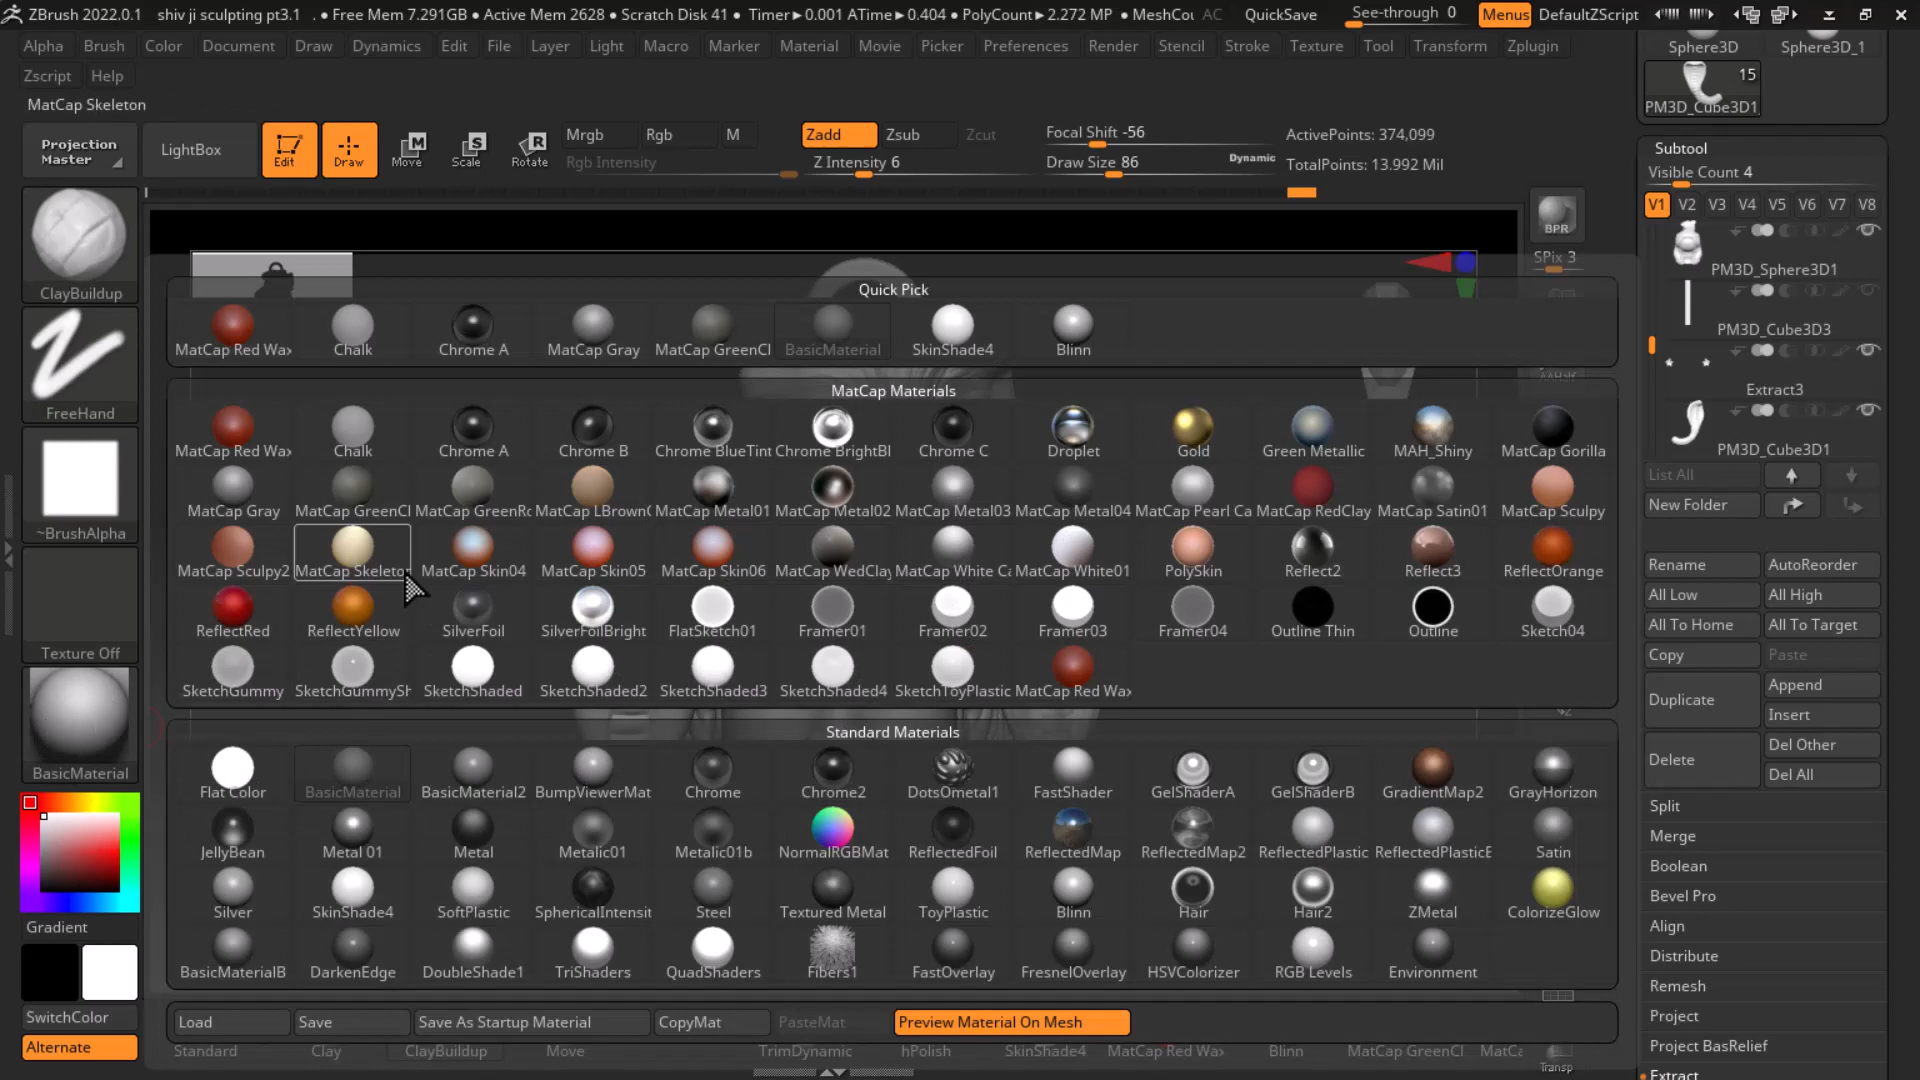 ZBrush 2022.0.1 shiv ji sculpting pt3.1 . • Free Mem 7.291GB • Active Mem 2628 • Scratch Disk 41 • Timer►0.001 ATime►0.404 • PolyCount►2.272 MP • MeshCou AC QuickSave See-through 0 Menus DefaultZScript
Alpha Brush Color Document Draw Dynamics Edit File Layer Light Macro Marker Material Movie Picker Preferences Render Stencil Stroke Texture Tool Transform Zplugin
Zscript Help
MatCap Skeleton
Projection Master
LightBox
Edit
Draw
Move
Scale
Rotate
Mrgb Rgb M
Rgb Intensity
Zadd Zsub Zcut
Z Intensity 6
Focal Shift -56
Draw Size 86
Dynamic
ActivePoints: 374,099
TotalPoints: 13.992 Mil
ClayBuildup
FreeHand
~BrushAlpha
Texture Off
BasicMaterial
Gradient
SwitchColor
Alternate
Quick Pick
MatCap Red Wax Chalk Chrome A MatCap Gray MatCap GreenCl BasicMaterial SkinShade4 Blinn
MatCap Materials
MatCap Red Wax Chalk Chrome A Chrome B Chrome BlueTint Chrome BrightBl Chrome C Droplet Gold Green Metallic MAH_Shiny MatCap Gorilla
MatCap Gray MatCap GreenCl MatCap GreenRo MatCap LBrown MatCap Metal01 MatCap Metal02 MatCap Metal03 MatCap Metal04 MatCap Pearl Ca MatCap RedClay MatCap Satin01 MatCap Sculpy
MatCap Sculpy2 MatCap Skeleton MatCap Skin04 MatCap Skin05 MatCap Skin06 MatCap WedClay MatCap White Ca MatCap White01 PolySkin Reflect2 Reflect3 ReflectOrange
ReflectRed ReflectYellow SilverFoil SilverFoilBright FlatSketch01 Framer01 Framer02 Framer03 Framer04 Outline Thin Outline Sketch04
SketchGummy SketchGummySh SketchShaded SketchShaded2 SketchShaded3 SketchShaded4 SketchToyPlastic MatCap Red Wax
Standard Materials
Flat Color BasicMaterial BasicMaterial2 BumpViewerMat Chrome Chrome2 DotsOmetal1 FastShader GelShaderA GelShaderB GradientMap2 GrayHorizon
JellyBean Metal 01 Metal Metalic01 Metalic01b NormalRGBMat ReflectedFoil ReflectedMap ReflectedMap2 ReflectedPlastic ReflectedPlasticB Satin
Silver SkinShade4 SoftPlastic SphericalIntensit Steel Textured Metal ToyPlastic Blinn Hair Hair2 ZMetal ColorizeGlow
BasicMaterialB DarkenEdge DoubleShade1 TriShaders QuadShaders Fibers1 FastOverlay FresnelOverlay HSVColorizer RGB Levels Environment
Load Save Save As Startup Material CopyMat PasteMat Preview Material On Mesh
Standard Clay ClayBuildup Move TrimDynamic hPolish SkinShade4 MatCap Red Wax Blinn MatCap GreenCl MatCa
BPR
SPix 3
Transp
Sphere3D Sphere3D_1
15
PM3D_Cube3D1
Subtool
Visible Count 4
V1 V2 V3 V4 V5 V6 V7 V8
PM3D_Sphere3D1
PM3D_Cube3D3
Extract3
PM3D_Cube3D1
List All
New Folder
Rename AutoReorder
All Low All High
All To Home All To Target
Copy Paste
Duplicate Append
Insert
Delete Del Other
Del All
Split
Merge
Boolean
Bevel Pro
Align
Distribute
Remesh
Project
Project BasRelief
Extract